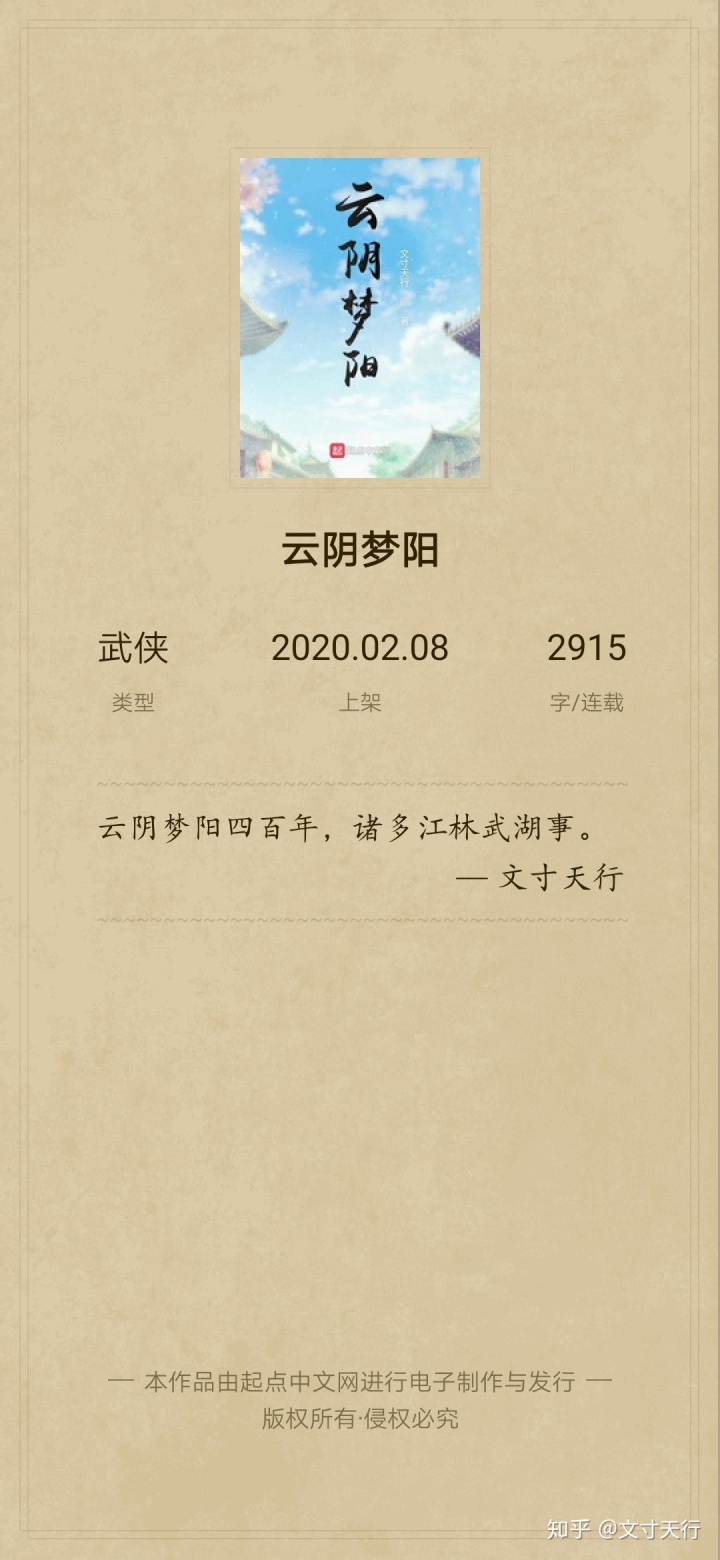 云阴梦阳
文寸天行 著
起
云阴梦阳
武侠 2020.02.08 2915
类型 上架 字/连载
云阴梦阳四百年，诸多江林武湖事。
— 文寸天行
— 本作品由起点中文网进行电子制作与发行 —
版权所有·侵权必究
知乎 @文寸天行